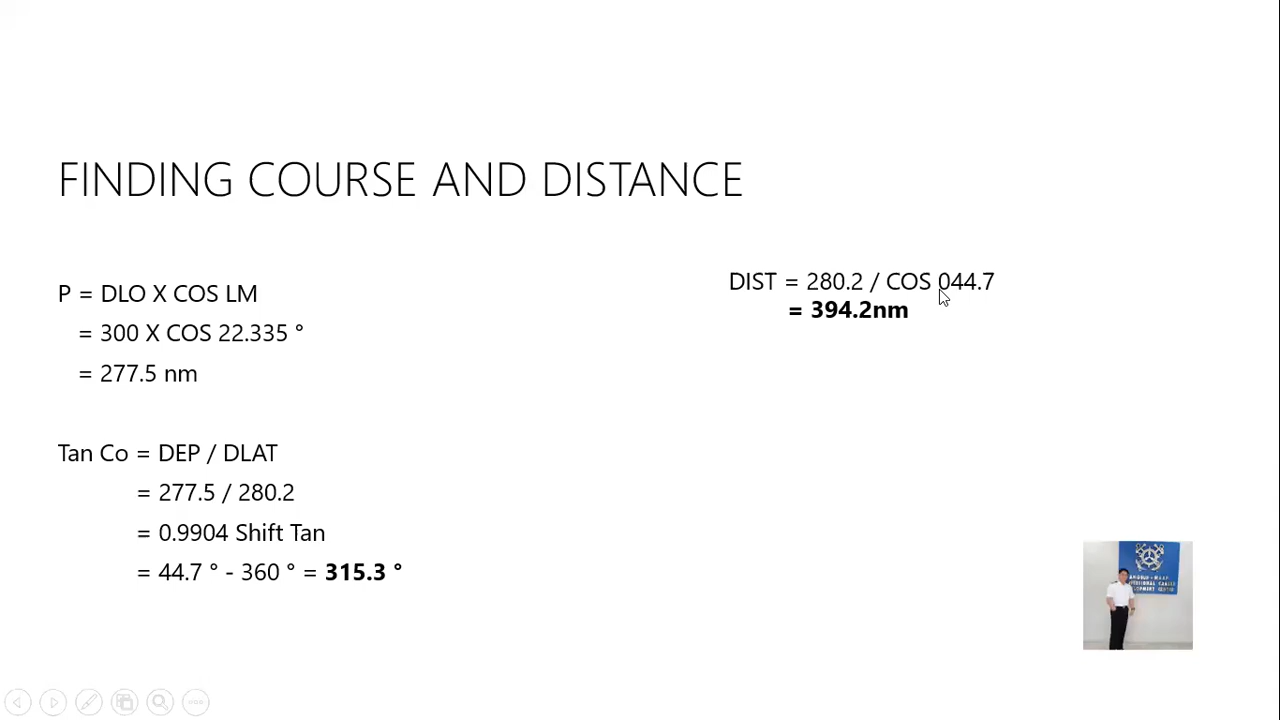 FINDING COURSE AND DISTANCE
P = DLO X COS LM
= 300 X COS 22.335 °
= 277.5 nm
Tan Co = DEP / DLAT
= 277.5 / 280.2
= 0.9904 Shift Tan
= 44.7 ° - 360 ° = 315.3 °
DIST = 280.2 / COS 044.7
= 394.2nm